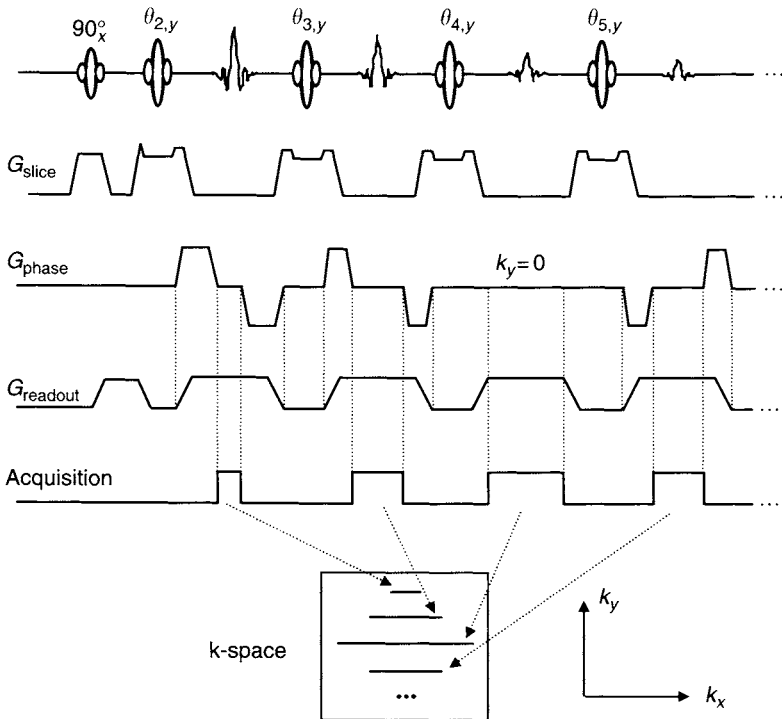 90°x θ2,y θ3,y θ4,y θ5,y
...
Gslice
...
Gphase
ky=0
...
Greadout
...
Acquisition
...
k-space
ky
kx
...